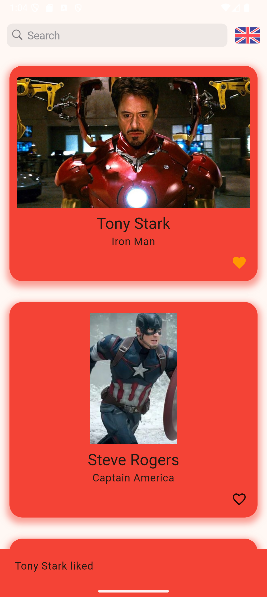 Search
Tony Stark
Iron Man
Steve Rogers
Captain America
Tony Stark liked